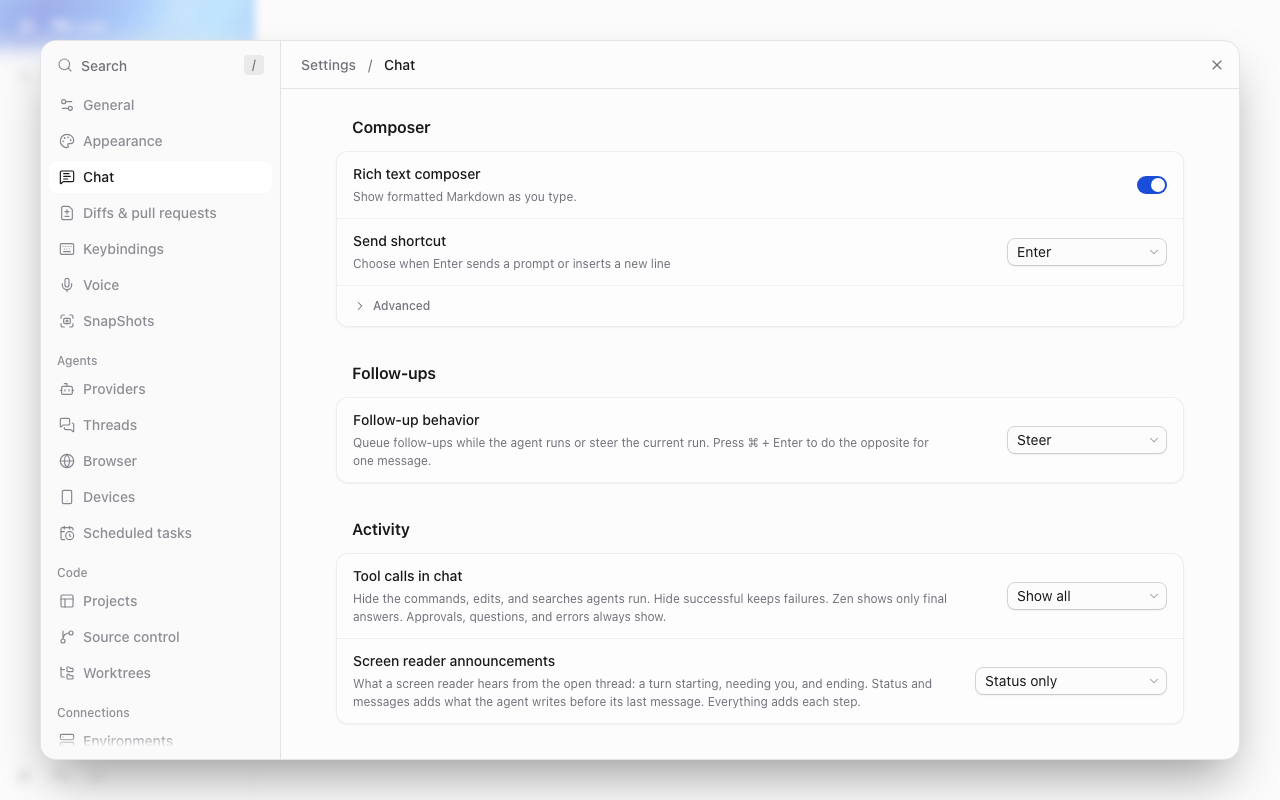 Search /
General
Appearance
Chat
Diffs & pull requests
Keybindings
Voice
SnapShots
Agents
Providers
Threads
Browser
Devices
Scheduled tasks
Code
Projects
Source control
Worktrees
Connections
Environments
Settings / Chat
Composer
Rich text composer
Show formatted Markdown as you type.
Send shortcut
Choose when Enter sends a prompt or inserts a new line
Enter
Advanced
Follow-ups
Follow-up behavior
Queue follow-ups while the agent runs or steer the current run. Press ⌘ + Enter to do the opposite for
one message.
Steer
Activity
Tool calls in chat
Hide the commands, edits, and searches agents run. Hide successful keeps failures. Zen shows only final
answers. Approvals, questions, and errors always show.
Show all
Screen reader announcements
What a screen reader hears from the open thread: a turn starting, needing you, and ending. Status and
messages adds what the agent writes before its last message. Everything adds each step.
Status only